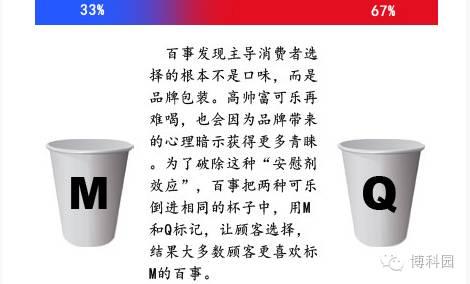 33%
67%
百事发现主导消费者选
择的根本不是口味，而是
品牌包装。高帅富可乐再
难喝，也会因为品牌带来
的心理暗示获得更多青睐
。为了破除这种“安慰剂
效应”，百事把两种可乐
倒进相同的杯子中，用M
和Q标记，让顾客选择，
结果大多数顾客更喜欢标
M的百事。
M
Q
博科园